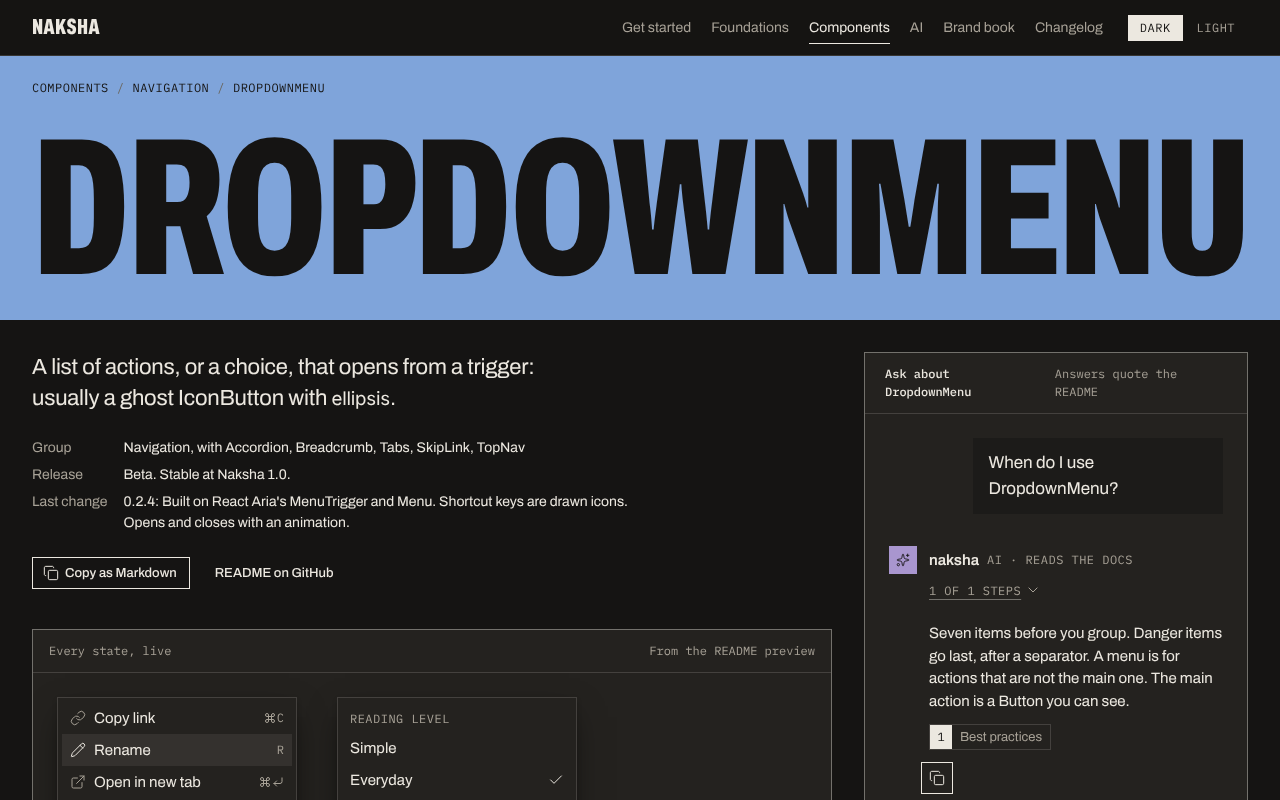 NAKSHA
Get started Foundations Components AI Brand book Changelog DARK LIGHT
COMPONENTS / NAVIGATION / DROPDOWNMENU
DROPDOWNMENU
A list of actions, or a choice, that opens from a trigger:
usually a ghost IconButton with ellipsis.
Group Navigation, with Accordion, Breadcrumb, Tabs, SkipLink, TopNav
Release Beta. Stable at Naksha 1.0.
Last change 0.2.4: Built on React Aria's MenuTrigger and Menu. Shortcut keys are drawn icons.
Opens and closes with an animation.
Copy as Markdown README on GitHub
Every state, live From the README preview
Copy link ⌘C
Rename R
Open in new tab ⌘↵
READING LEVEL
Simple
Everyday
Ask about
DropdownMenu
Answers quote the
README
When do I use
DropdownMenu?
naksha AI · READS THE DOCS
1 OF 1 STEPS
Seven items before you group. Danger items
go last, after a separator. A menu is for
actions that are not the main one. The main
action is a Button you can see.
1 Best practices